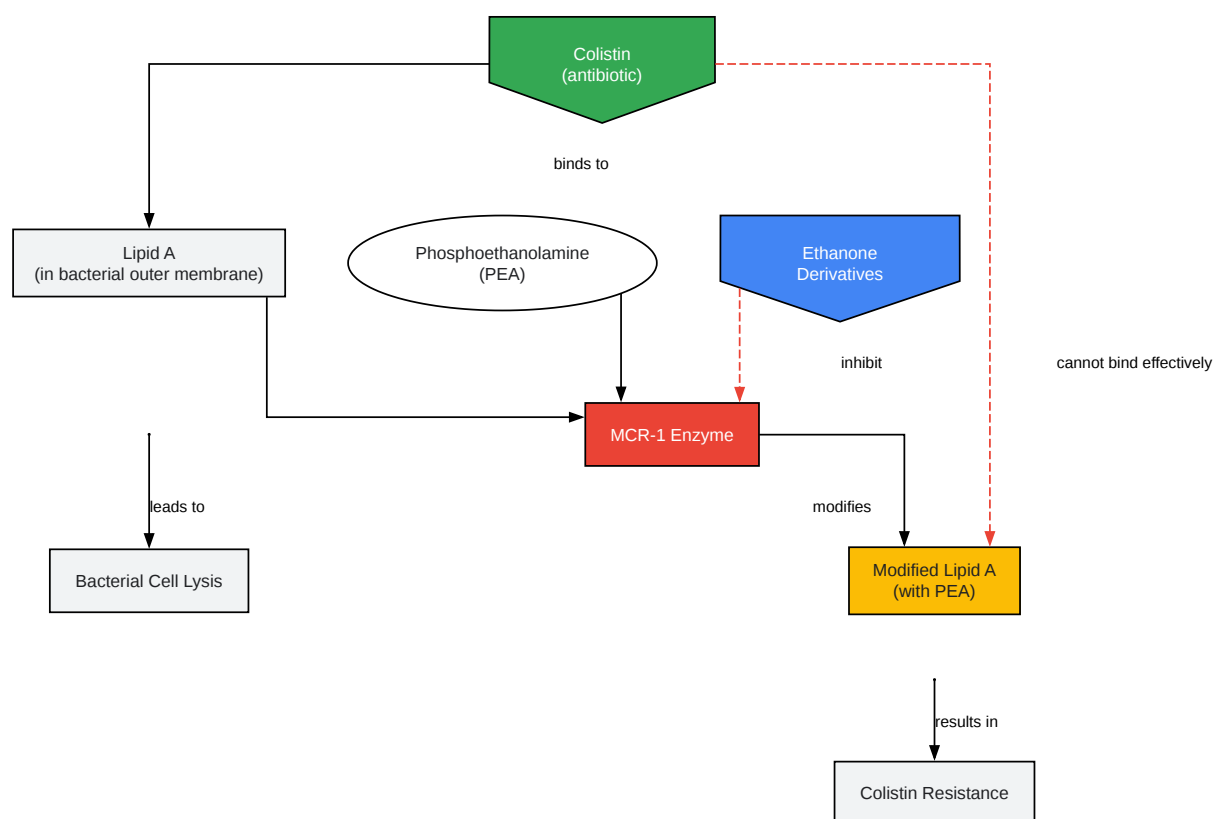 Colistin
(antibiotic)
binds to
Lipid A
(in bacterial outer membrane)
Phosphoethanolamine
(PEA)
Ethanone
Derivatives
inhibit
cannot bind effectively
MCR-1 Enzyme
leads to
modifies
Bacterial Cell Lysis
Modified Lipid A
(with PEA)
results in
Colistin Resistance